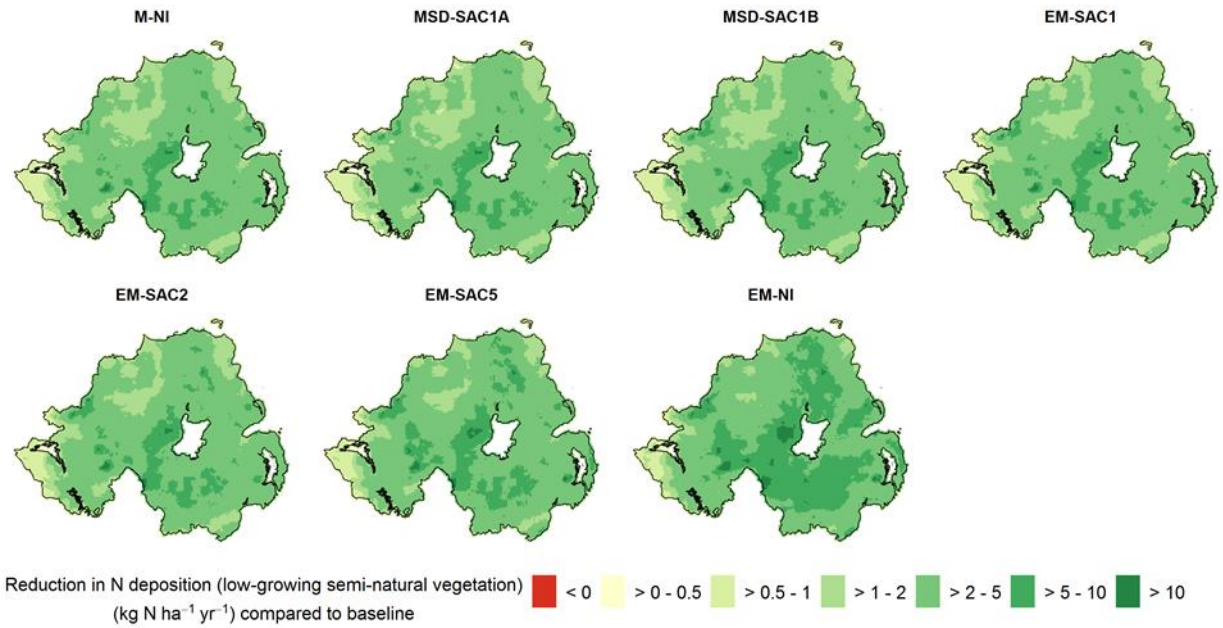 M-NI
MSD-SAC1A
MSD-SAC1B
EM-SAC1
EM-SAC2
EM-SAC5
EM-NI
Reduction in N deposition (low-growing semi-natural vegetation)
(kg N ha⁻¹ yr⁻¹) compared to baseline
< 0
> 0 - 0.5
> 0.5 - 1
> 1 - 2
> 2 - 5
> 5 - 10
> 10